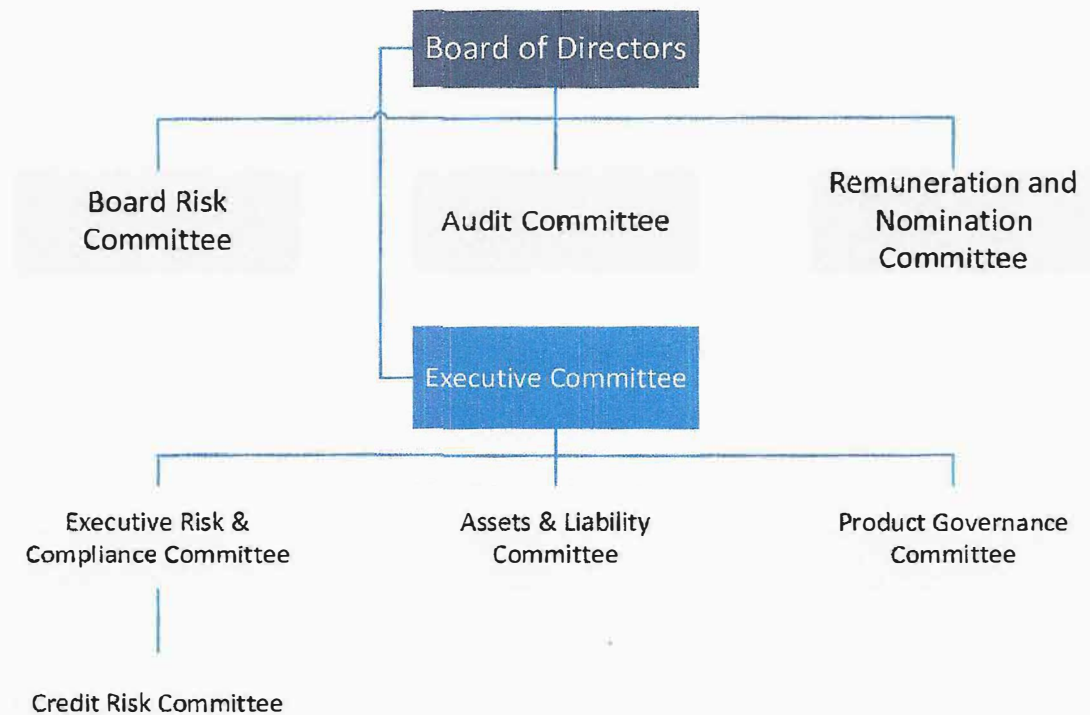 Board of Directors
Board Risk
Committee
Audit Committee
Remuneration and
Nomination
Committee
Executive Committee
Executive Risk &
Compliance Committee
Assets & Liability
Committee
Product Governance
Committee
Credit Risk Committee